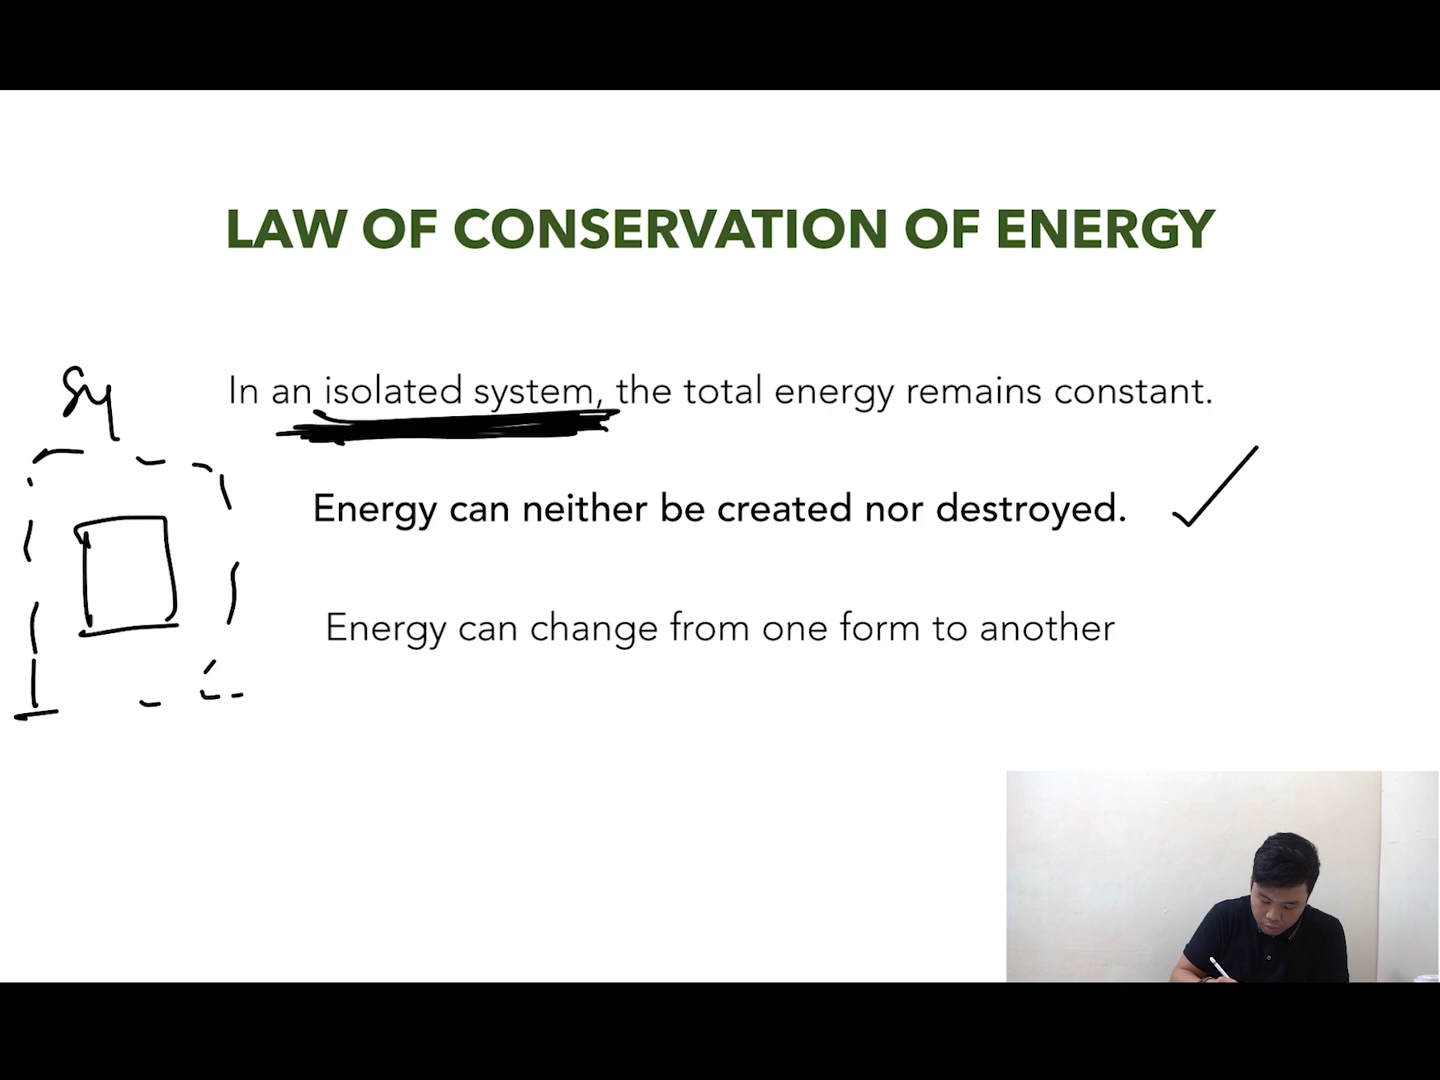 LAW OF CONSERVATION OF ENERGY
Sy
In an isolated system, the total energy remains constant.
Energy can neither be created nor destroyed.
Energy can change from one form to another